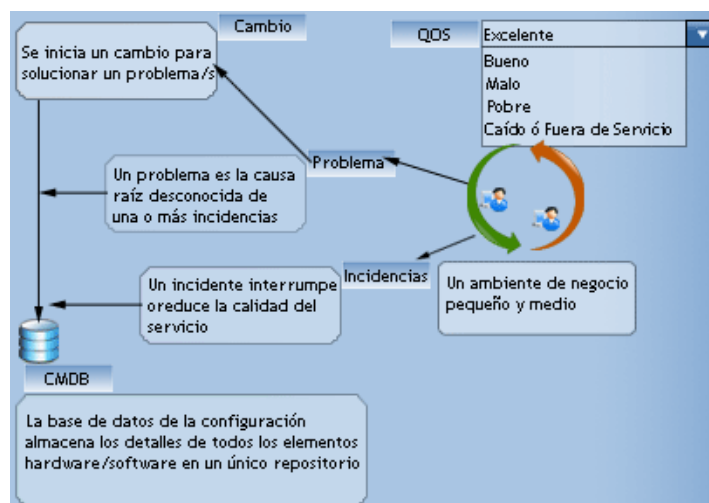 Cambio
Se inicia un cambio para
solucionar un problema/s
QOS
Excelente
Bueno
Malo
Pobre
Caído ó Fuera de Servicio
Problema
Un problema es la causa
raíz desconocida de
una o más incidencias
Incidencias
Un incidente interrumpe
oreduce la calidad del
servicio
Un ambiente de negocio
pequeño y medio
CMDB
La base de datos de la configuración
almacena los detalles de todos los elementos
hardware/software en un único repositorio